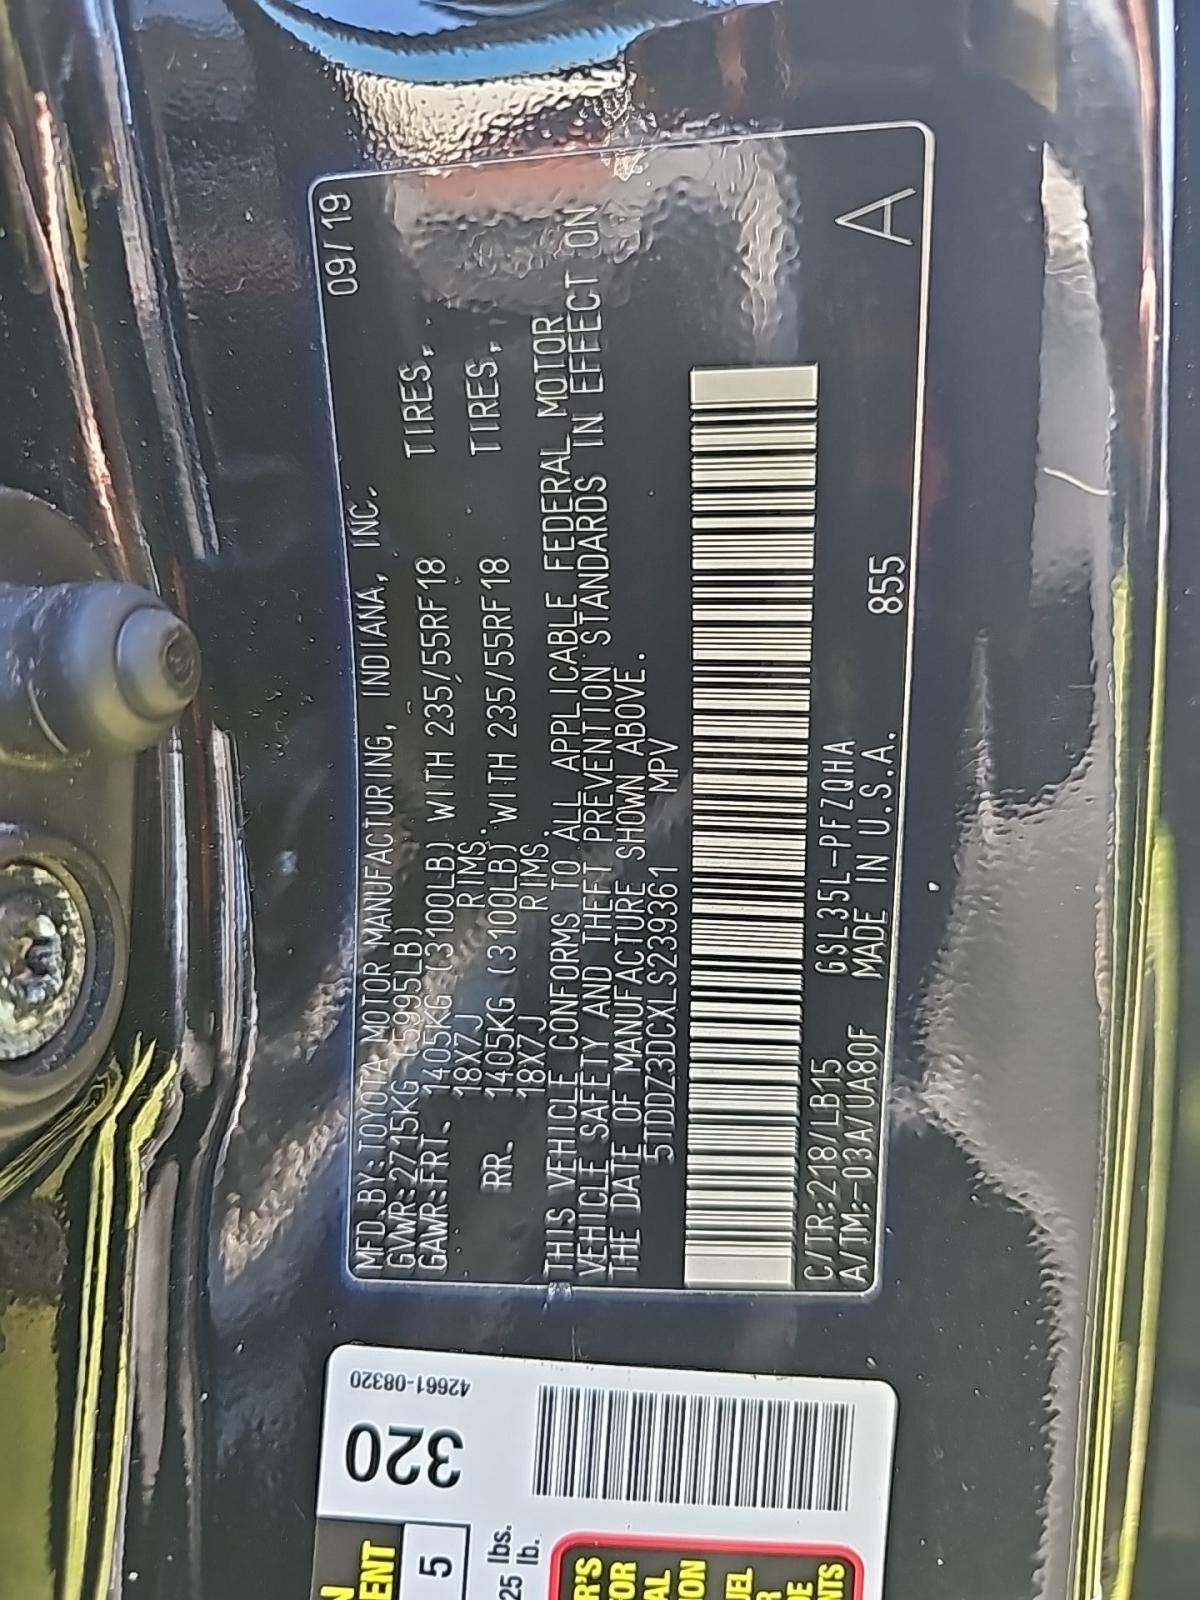 MFD.BY:TOYOTA MOTOR MANUFACTURING, INDIANA, INC. 09/19
GVWR:2715KG (5995LB)
GAWR:FRT. 1405KG (3100LB) WITH 235/55RF18 TIRES,
18X7J RIMS.
RR. 1405KG (3100LB) WITH 235/55RF18 TIRES,
18X7J RIMS.
THIS VEHICLE CONFORMS TO ALL APPLICABLE FEDERAL MOTOR
VEHICLE SAFETY AND THEFT PREVENTION STANDARDS IN EFFECT ON
THE DATE OF MANUFACTURE SHOWN ABOVE.
5TDDZ3DCXLS239361 MPV
C/TR:218/LB15 GSL35L-PFZQHA
A/TM:-03A/UA80F MADE IN U.S.A. 855
A
42661-08320
320
5
lbs.
lb.